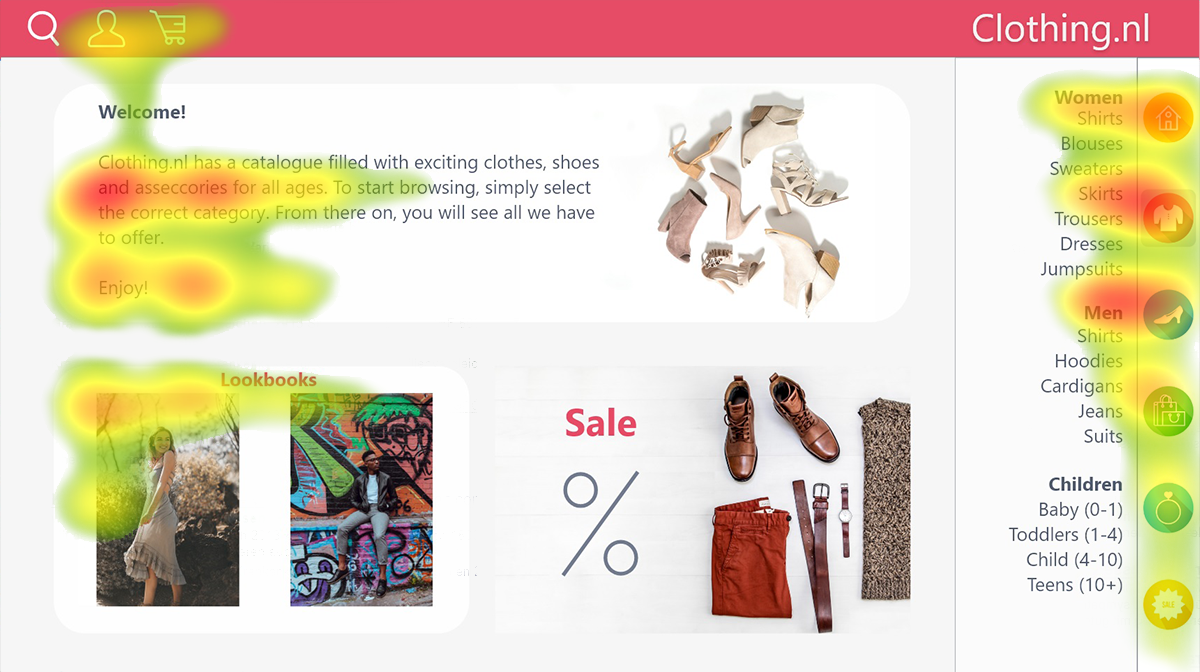 Clothing.nl
Welcome!
Clothing.nl has a catalogue filled with exciting clothes, shoes
and asseccories for all ages. To start browsing, simply select
the correct category. From there on, you will see all we have
to offer.
Enjoy!
Lookbooks
Sale
%
Women
Shirts
Blouses
Sweaters
Skirts
Trousers
Dresses
Jumpsuits
Men
Shirts
Hoodies
Cardigans
Jeans
Suits
Children
Baby (0-1)
Toddlers (1-4)
Child (4-10)
Teens (10+)
SALE